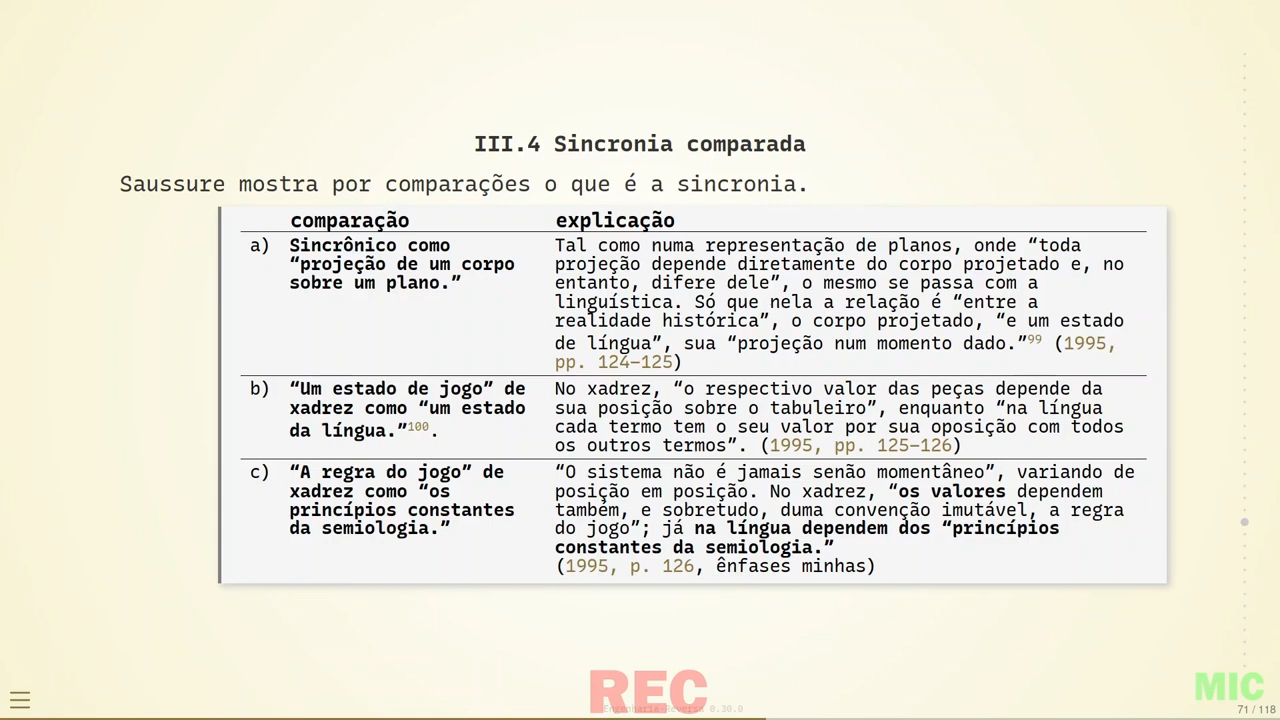 III.4 Sincronia comparada
Saussure mostra por comparações o que é a sincronia.
comparação explicação
a) Sincrônico como
“projeção de um corpo
sobre um plano.”
Tal como numa representação de planos, onde “toda
projeção depende diretamente do corpo projetado e, no
entanto, difere dele”, o mesmo se passa com a
linguística. Só que nela a relação é “entre a
realidade histórica”, o corpo projetado, “e um estado
de língua”, sua “projeção num momento dado.”99 (1995,
pp. 124–125)
b) “Um estado de jogo” de
xadrez como “um estado
da língua.”100.
No xadrez, “o respectivo valor das peças depende da
sua posição sobre o tabuleiro”, enquanto “na língua
cada termo tem o seu valor por sua oposição com todos
os outros termos”. (1995, pp. 125–126)
c) “A regra do jogo” de
xadrez como “os
princípios constantes
da semiologia.”
“O sistema não é jamais senão momentâneo”, variando de
posição em posição. No xadrez, “os valores dependem
também, e sobretudo, duma convenção imutável, a regra
do jogo”; já na língua dependem dos “princípios
constantes da semiologia.”
(1995, p. 126, ênfases minhas)
REC
Engenharia-Reversa 0.30.0
MIC
71 / 118